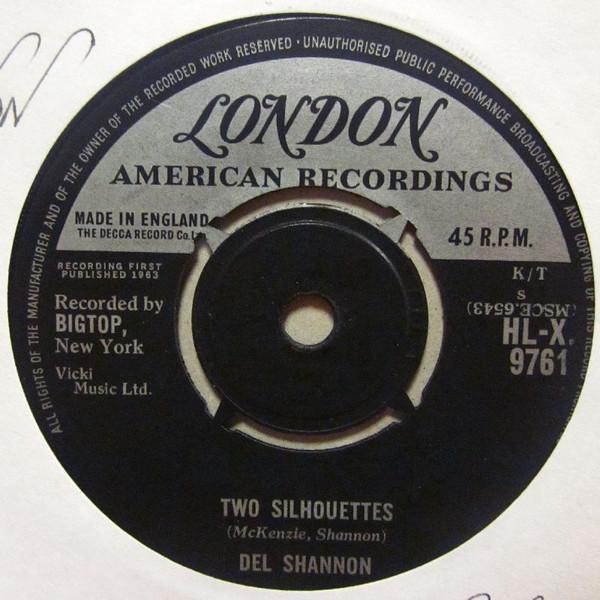 ALL RIGHTS OF THE MANUFACTURER AND OF THE OWNER OF THE RECORDED WORK RESERVED · UNAUTHORISED PUBLIC PERFORMANCE BROADCASTING AND COPYING OF THIS
LONDON
AMERICAN RECORDINGS
MADE IN ENGLAND
THE DECCA RECORD Co.
45 R.P.M.
RECORDING FIRST
PUBLISHED 1963
K/T
S
(MSCE.6543)
Recorded by
BIGTOP,
New York
HL-X.
9761
Vicki
Music Ltd.
TWO SILHOUETTES
(McKenzie, Shannon)
DEL SHANNON